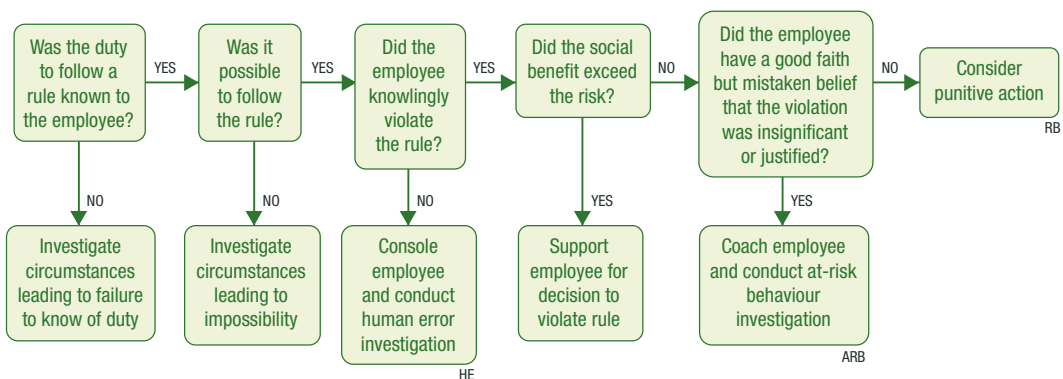 Was the duty
to follow a
rule known to
the employee?
YES
Was it
possible
to follow
the rule?
YES
Did the
employee
knowlingly
violate
the rule?
YES
Did the social
benefit exceed
the risk?
NO
Did the employee
have a good faith
but mistaken belief
that the violation
was insignificant
or justified?
NO
Consider
punitive action
RB
NO
Investigate
circumstances
leading to failure
to know of duty
NO
Investigate
circumstances
leading to
impossibility
NO
Console
employee
and conduct
human error
investigation
HE
YES
Support
employee for
decision to
violate rule
YES
Coach employee
and conduct at-risk
behaviour
investigation
ARB